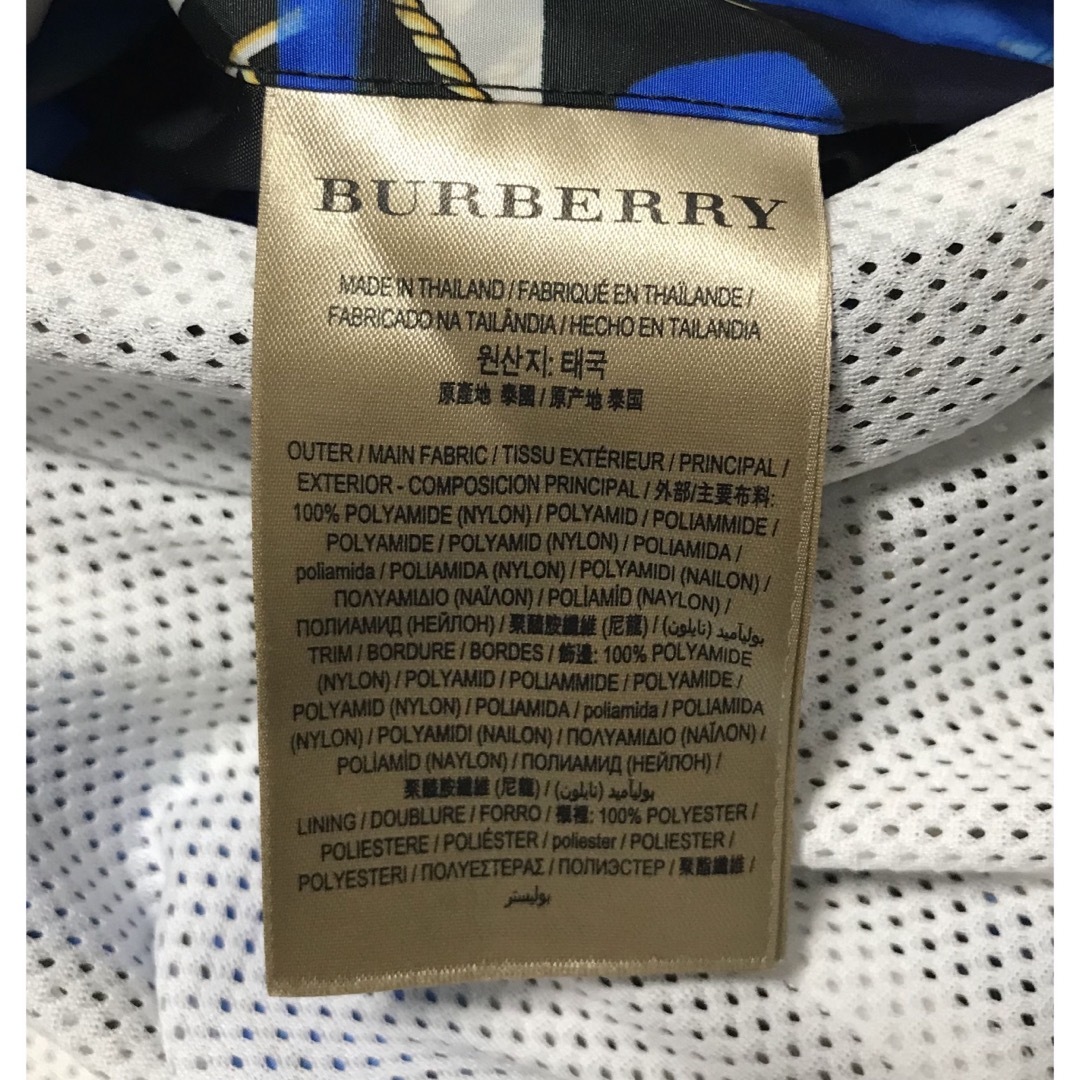 BURBERRY
MADE IN THAILAND / FABRIQUÉ EN THAÏLANDE /
FABRICADO NA TAILÂNDIA / HECHO EN TAILANDIA
원산지: 태국
原產地 泰國 / 原产地 泰国
OUTER / MAIN FABRIC / TISSU EXTÉRIEUR / PRINCIPAL /
EXTERIOR - COMPOSICION PRINCIPAL / 外部/主要布料:
100% POLYAMIDE (NYLON) / POLYAMID / POLIAMMIDE /
POLYAMIDE / POLYAMID (NYLON) / POLIAMIDA /
poliamida / POLIAMIDA (NYLON) / POLYAMIDI (NAILON) /
ΠΟΛΥΑΜΙΔΙΟ (ΝΑΪΛΟΝ) / POLİAMİD (NAYLON) /
ПОЛИАМИД (НЕЙЛОН) / 聚醯胺纖維 (尼龍) / بوليآميد (نايلون) /
TRIM / BORDURE / BORDES / 飾邊: 100% POLYAMIDE
(NYLON) / POLYAMID / POLIAMMIDE / POLYAMIDE /
POLYAMID (NYLON) / POLIAMIDA / poliamida / POLIAMIDA
(NYLON) / POLYAMIDI (NAILON) / ΠΟΛΥΑΜΙΔΙΟ (ΝΑΪΛΟΝ) /
POLİAMİD (NAYLON) / ПОЛИАМИД (НЕЙЛОН) /
聚醯胺纖維 (尼龍) / بوليآميد (نايلون) /
LINING / DOUBLURE / FORRO / 襯裡: 100% POLYESTER /
POLIESTERE / POLIÉSTER / poliester / POLYESTER /
POLYESTERI / ΠΟΛΥΕΣΤΕΡΑΣ / ПОЛИЭСТЕР / 聚酯纖維 /
بوليستر